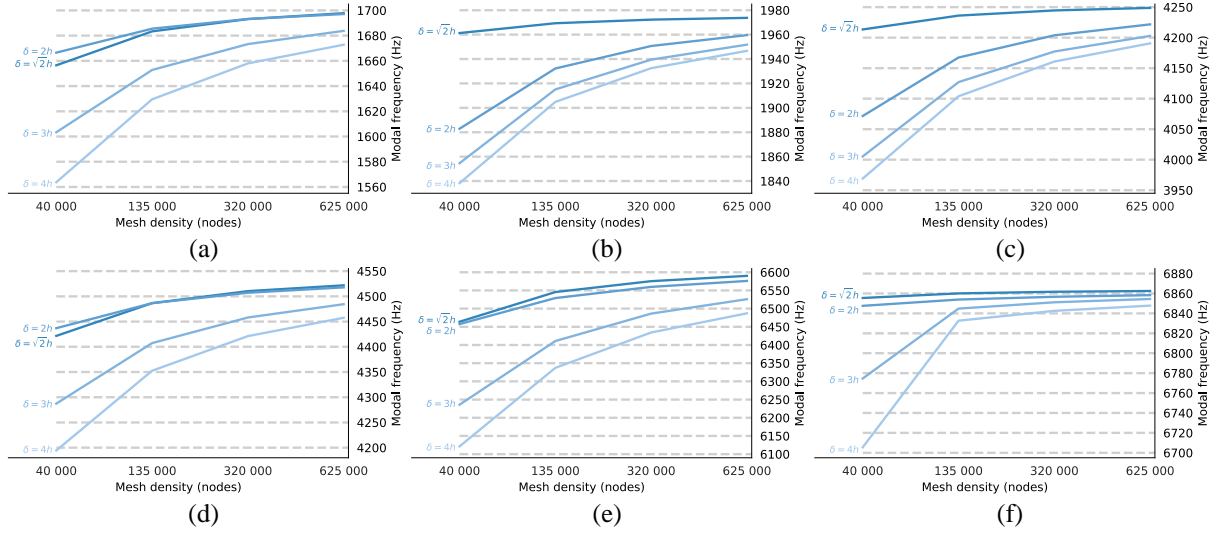 1700
1680
1660
1640
1620
1600
1580
1560
Modal frequency (Hz)
δ = 2h
δ = √2h
δ = 3h
δ = 4h
40 000
135 000
320 000
625 000
Mesh density (nodes)
(a)
1980
1960
1940
1920
1900
1880
1860
1840
Modal frequency (Hz)
δ = √2h
δ = 2h
δ = 3h
δ = 4h
40 000
135 000
320 000
625 000
Mesh density (nodes)
(b)
4250
4200
4150
4100
4050
4000
3950
Modal frequency (Hz)
δ = √2h
δ = 2h
δ = 3h
δ = 4h
40 000
135 000
320 000
625 000
Mesh density (nodes)
(c)
4550
4500
4450
4400
4350
4300
4250
4200
Modal frequency (Hz)
δ = 2h
δ = √2h
δ = 3h
δ = 4h
40 000
135 000
320 000
625 000
Mesh density (nodes)
(d)
6600
6550
6500
6450
6400
6350
6300
6250
6200
6150
6100
Modal frequency (Hz)
δ = √2h
δ = 2h
δ = 3h
δ = 4h
40 000
135 000
320 000
625 000
Mesh density (nodes)
(e)
6880
6860
6840
6820
6800
6780
6760
6740
6720
6700
Modal frequency (Hz)
δ = √2h
δ = 2h
δ = 3h
δ = 4h
40 000
135 000
320 000
625 000
Mesh density (nodes)
(f)